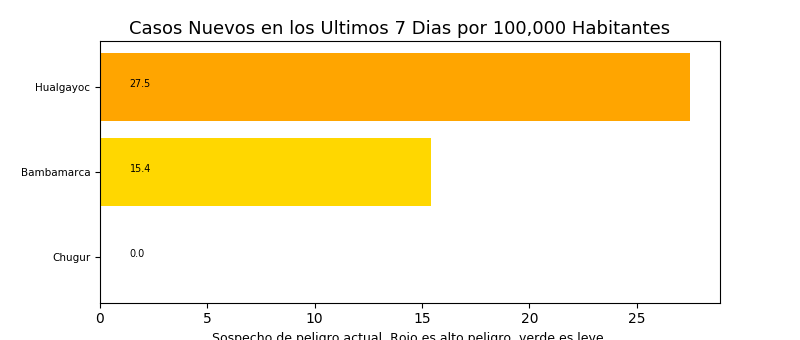 Casos Nuevos en los Ultimos 7 Dias por 100,000 Habitantes
Hualgayoc
27.5
Bambamarca
15.4
Chugur
0.0
0 5 10 15 20 25
Sospecho de peligro actual. Rojo es alto peligro, verde es leve